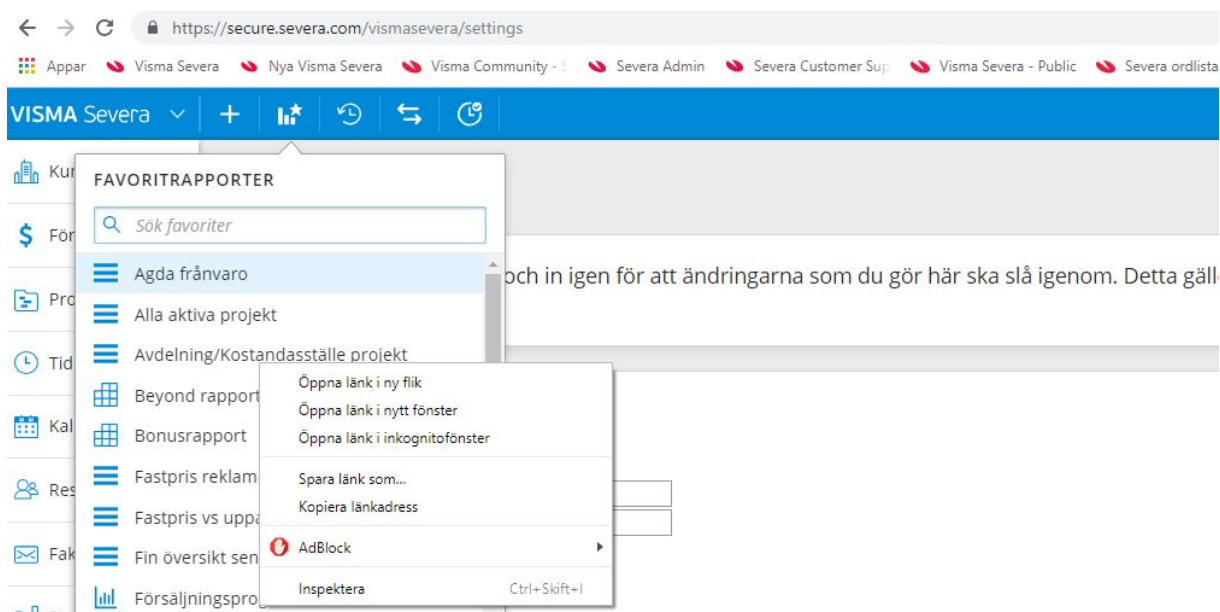 https://secure.severa.com/vismasevera/settings
Appar Visma Severa Nya Visma Severa Visma Community - S Severa Admin Severa Customer Sup Visma Severa - Public Severa ordlista
VISMA Severa
Kun
FAVORITRAPPORTER
Sök favoriter
För
Agda frånvaro
och in igen för att ändringarna som du gör här ska slå igenom. Detta gälle
Pro
Alla aktiva projekt
Avdelning/Kostandasställe projekt
Tid
Öppna länk i ny flik
Beyond rapport
Öppna länk i nytt fönster
Kal
Bonusrapport
Öppna länk i inkognitofönster
Fastpris reklam
Spara länk som...
Res
Kopiera länkadress
Fastpris vs uppa
AdBlock
Fak
Fin översikt sen
Inspektera Ctrl+Skift+I
Försäljningsprog